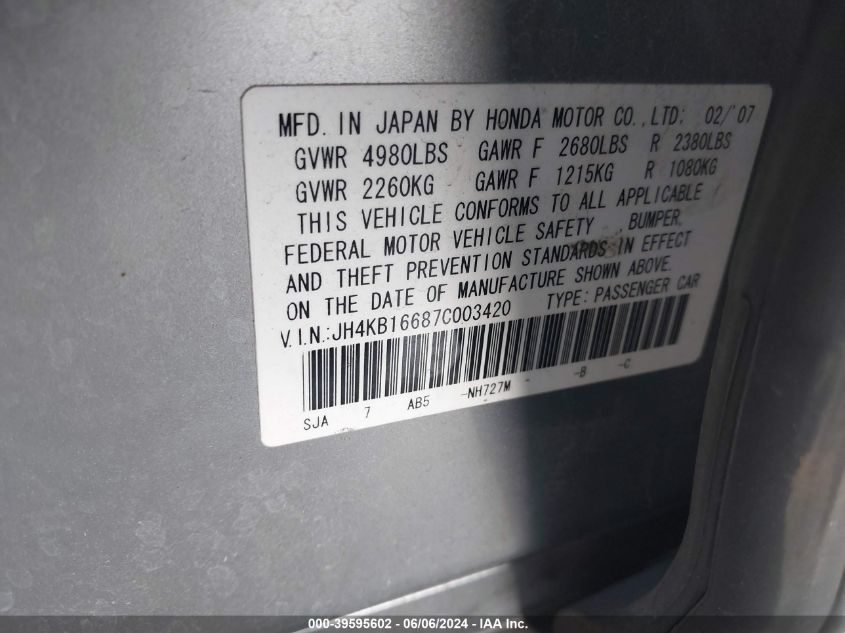 MFD. IN JAPAN BY HONDA MOTOR CO., LTD: 02/'07
GVWR 4980LBS GAWR F 2680LBS R 2380LBS
GVWR 2260KG GAWR F 1215KG R 1080KG
THIS VEHICLE CONFORMS TO ALL APPLICABLE
FEDERAL MOTOR VEHICLE SAFETY , BUMPER,
AND THEFT PREVENTION STANDARDS IN EFFECT
ON THE DATE OF MANUFACTURE SHOWN ABOVE.
V.I.N.:JH4KB16687C003420 TYPE: PASSENGER CAR
SJA 7 AB5 -NH727M - -B -C
000-39595602 - 06/06/2024 - IAA Inc.